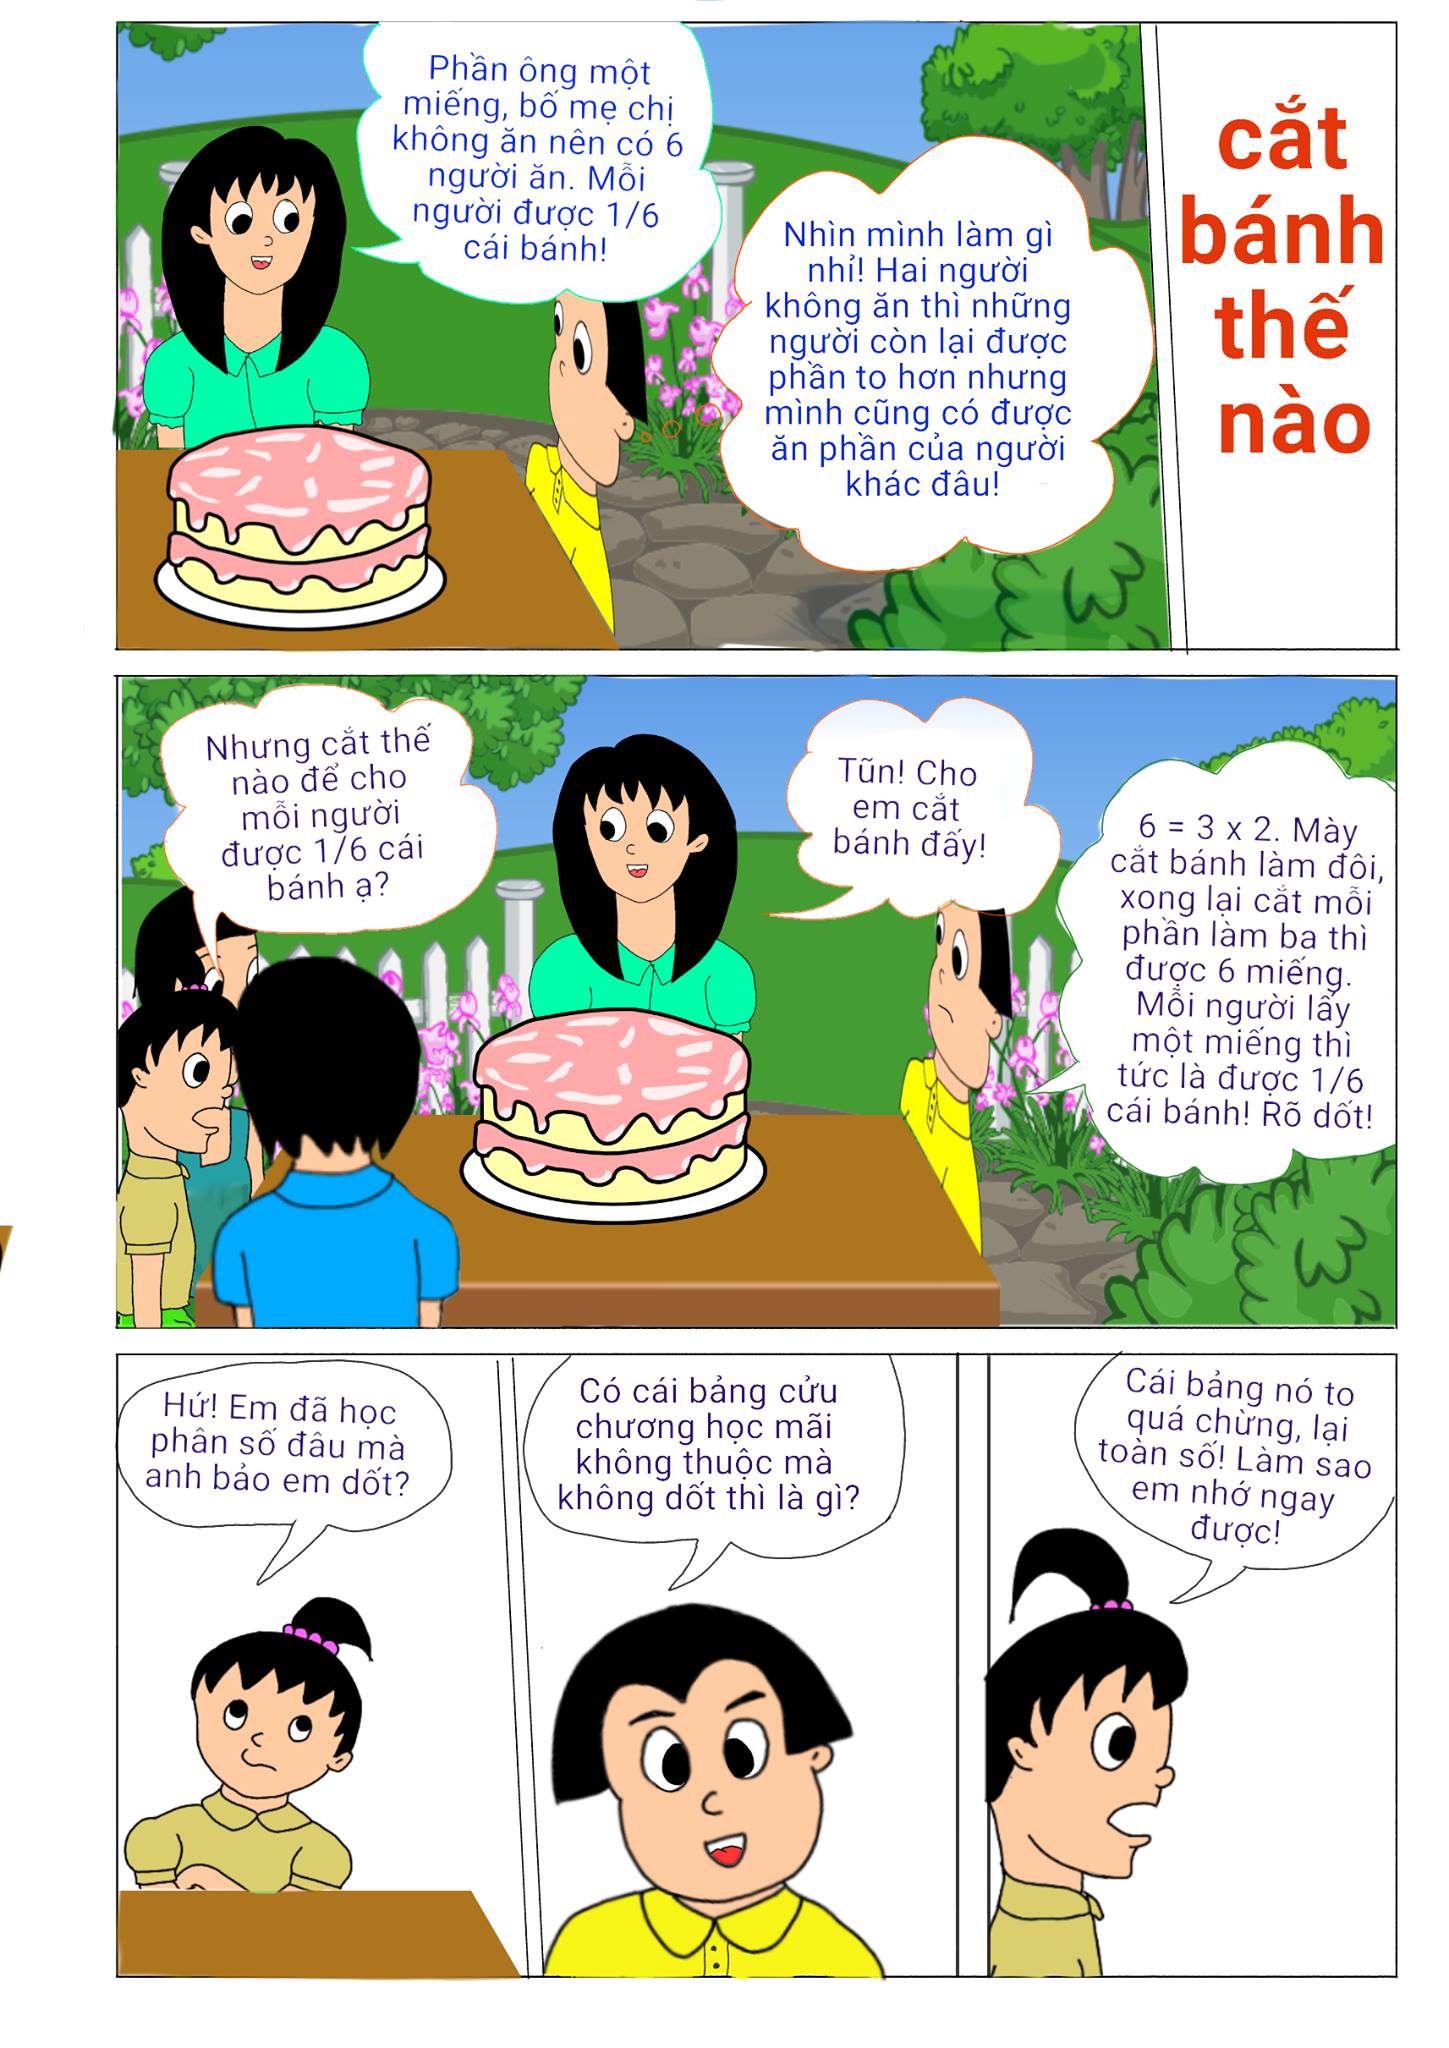 Phần ông một
miếng, bố mẹ chị
không ăn nên có 6
người ăn. Mỗi
người được 1/6
cái bánh!
Nhìn mình làm gì
nhỉ! Hai người
không ăn thì những
người còn lại được
phần to hơn nhưng
mình cũng có được
ăn phần của người
khác đâu!
cắt
bánh
thế
nào
Nhưng cắt thế
nào để cho
mỗi người
được 1/6 cái
bánh ạ?
Tũn! Cho
em cắt
bánh đấy!
6 = 3 x 2. Mày
cắt bánh làm đôi,
xong lại cắt mỗi
phần làm ba thì
được 6 miếng.
Mỗi người lấy
một miếng thì
tức là được 1/6
cái bánh! Rõ dốt!
Hứ! Em đã học
phân số đâu mà
anh bảo em dốt?
Có cái bảng cửu
chương học mãi
không thuộc mà
không dốt thì là gì?
Cái bảng nó to
quá chừng, lại
toàn số! Làm sao
em nhớ ngay
được!